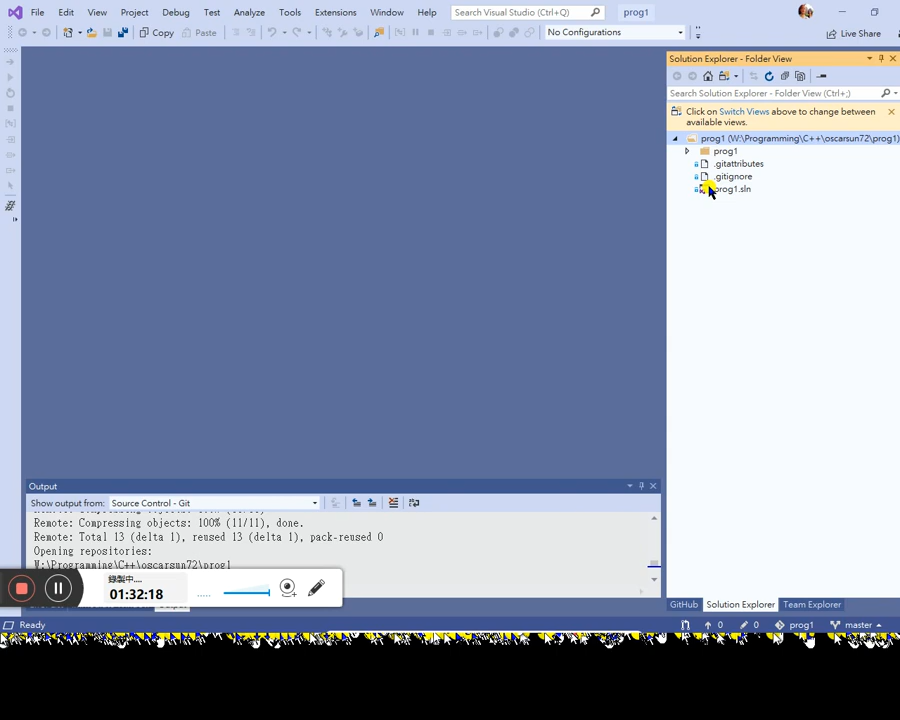 File Edit View Project Build Debug Test Analyze Tools Extensions Window Help Search Visual Studio (Ctrl+Q) prog1
Copy Paste No Configurations Live Share
Solution Explorer - Folder View
Search Solution Explorer - Folder View (Ctrl+;)
Click on Switch Views above to change between
available views.
prog1 (W:\Programming\C++\oscarsun72\prog1)
prog1
.gitattributes
.gitignore
prog1.sln
Output
Show output from: Source Control - Git
Remote: Compressing objects: 100% (11/11), done.
Remote: Total 13 (delta 1), reused 13 (delta 1), pack-reused 0
Opening repositories:
W:\Programming\C++\oscarsun72\prog1
錄製中....
01:32:18
GitHub Solution Explorer Team Explorer
Ready 0 0 prog1 master